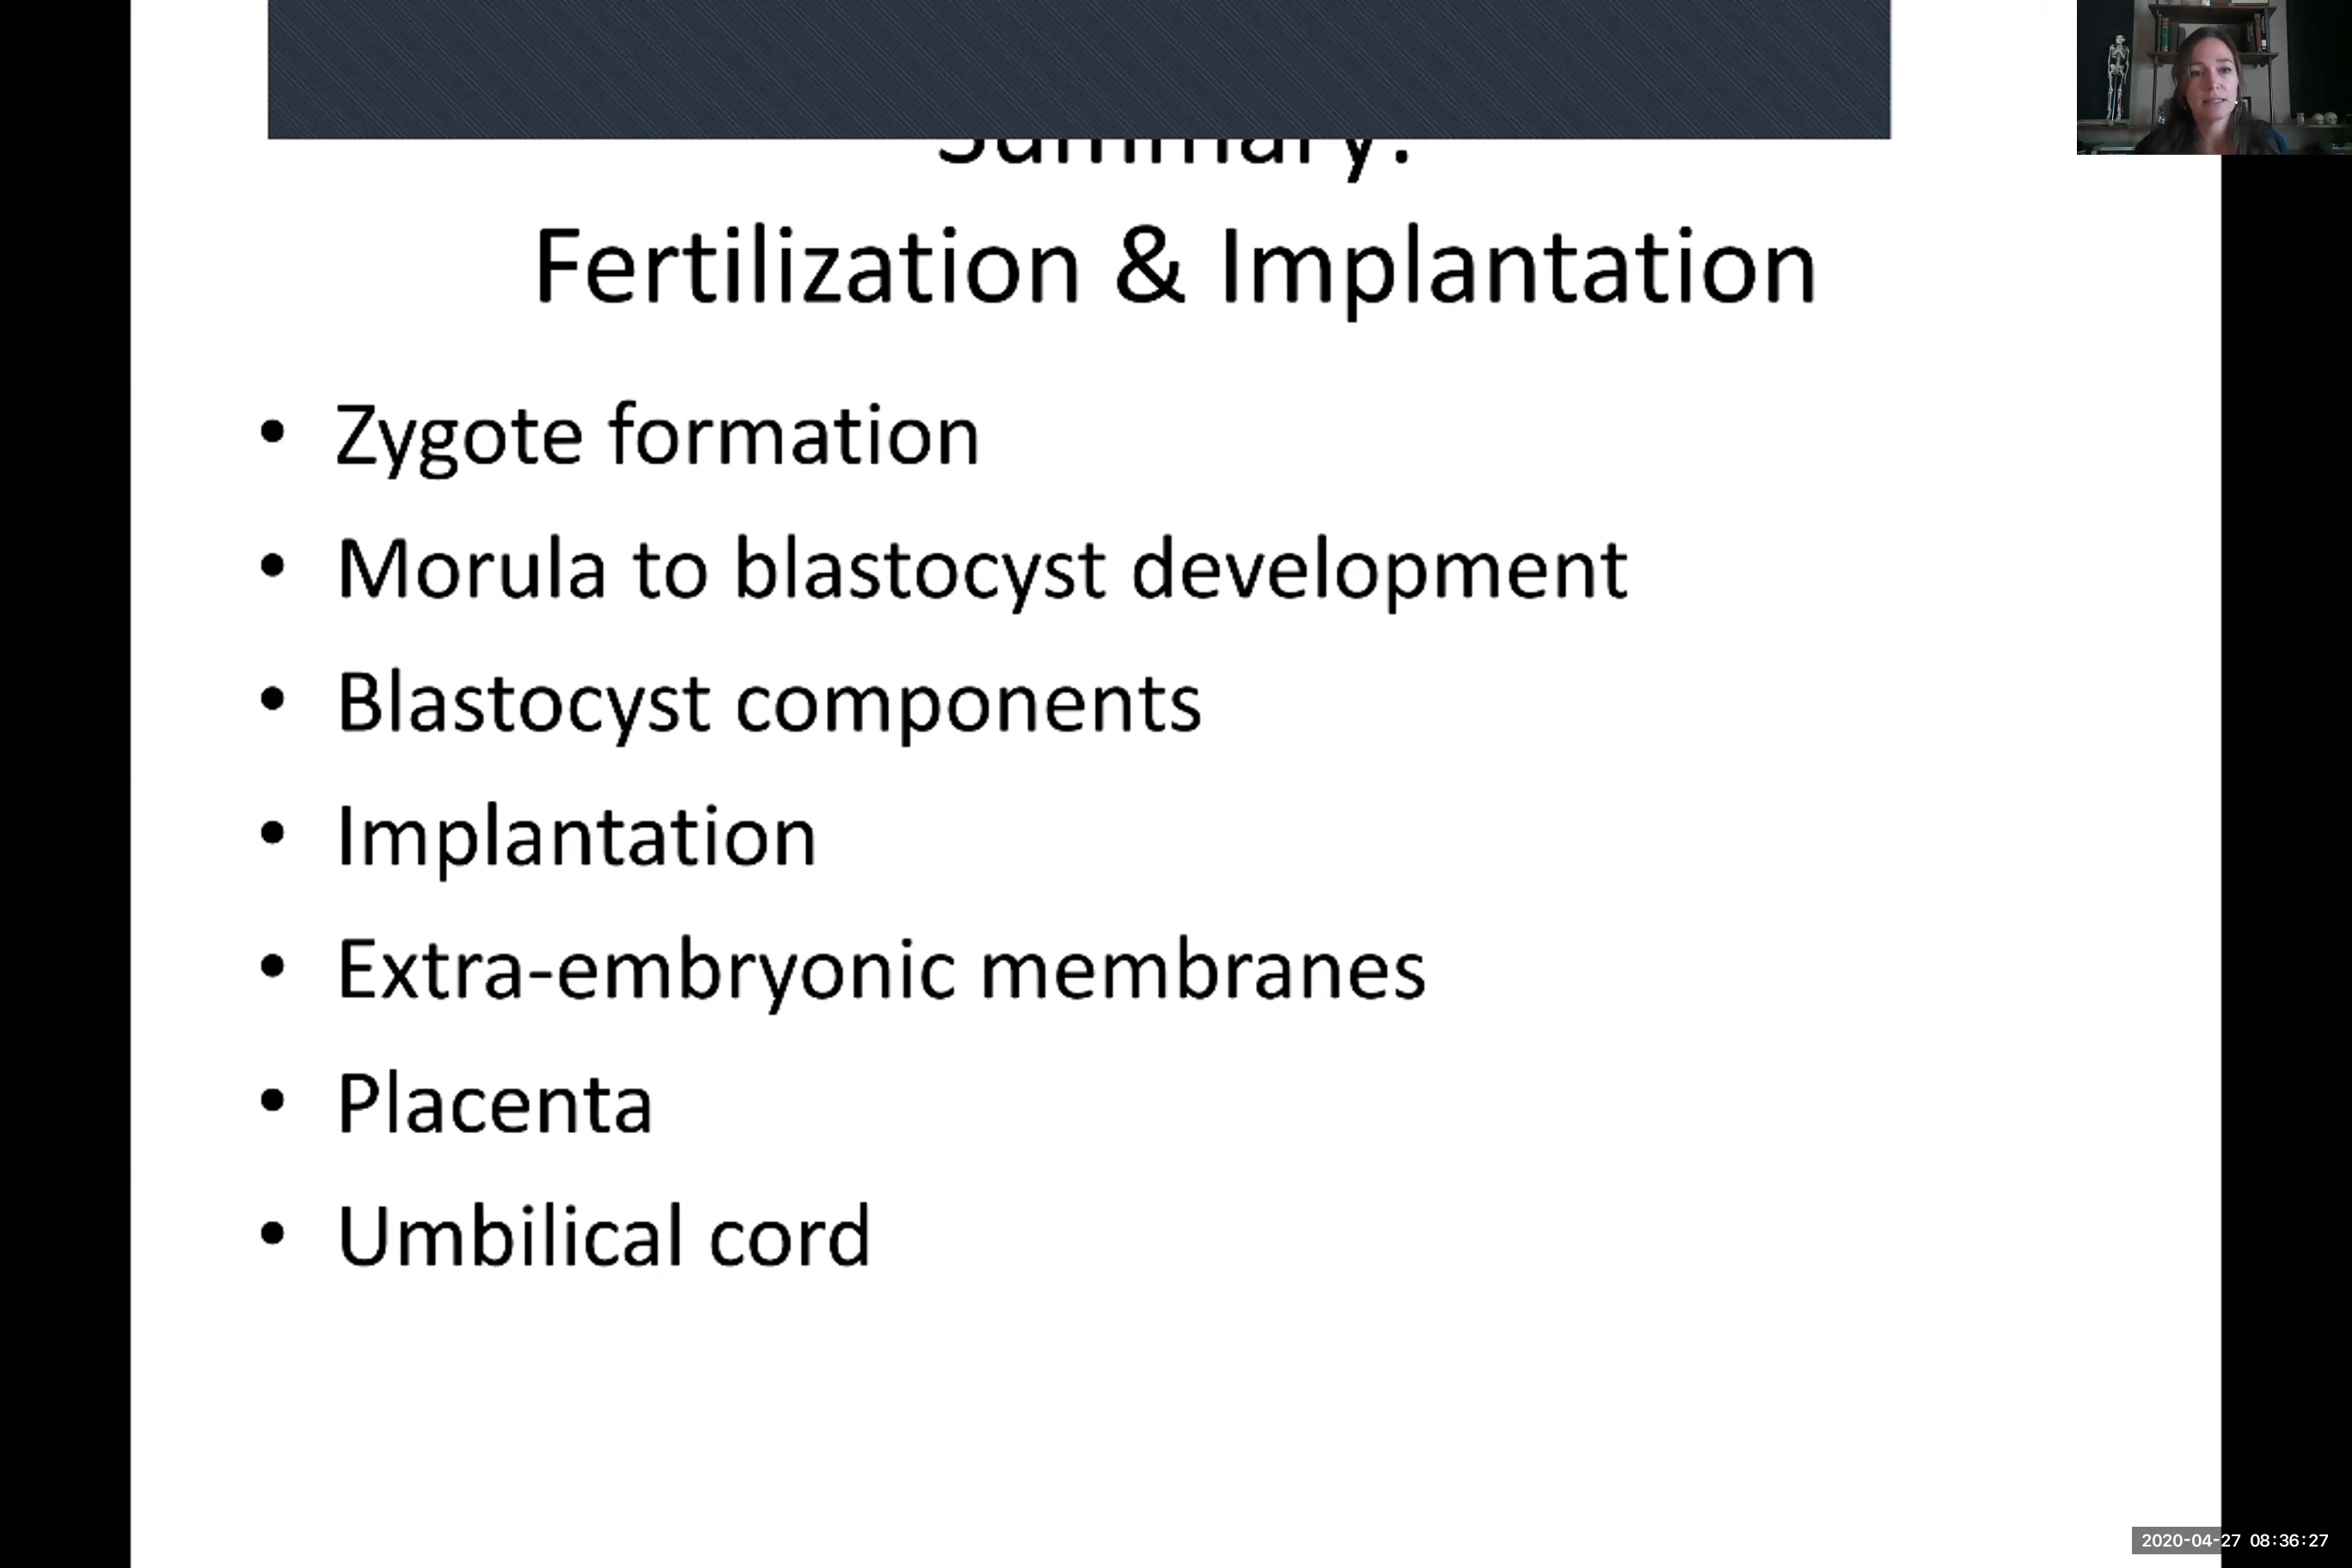 Summary:
Fertilization & Implantation
• Zygote formation
• Morula to blastocyst development
• Blastocyst components
• Implantation
• Extra-embryonic membranes
• Placenta
• Umbilical cord
2020-04-27 08:36:27